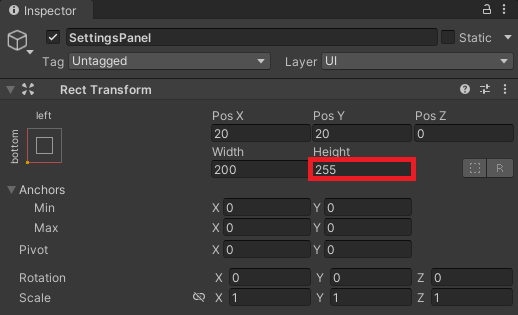 Inspector
SettingsPanel Static
Tag Untagged Layer UI
Rect Transform
left
bottom
Pos X Pos Y Pos Z
20 20 0
Width Height
200 255
R
Anchors
Min X 0 Y 0
Max X 0 Y 0
Pivot X 0 Y 0
Rotation X 0 Y 0 Z 0
Scale X 1 Y 1 Z 1